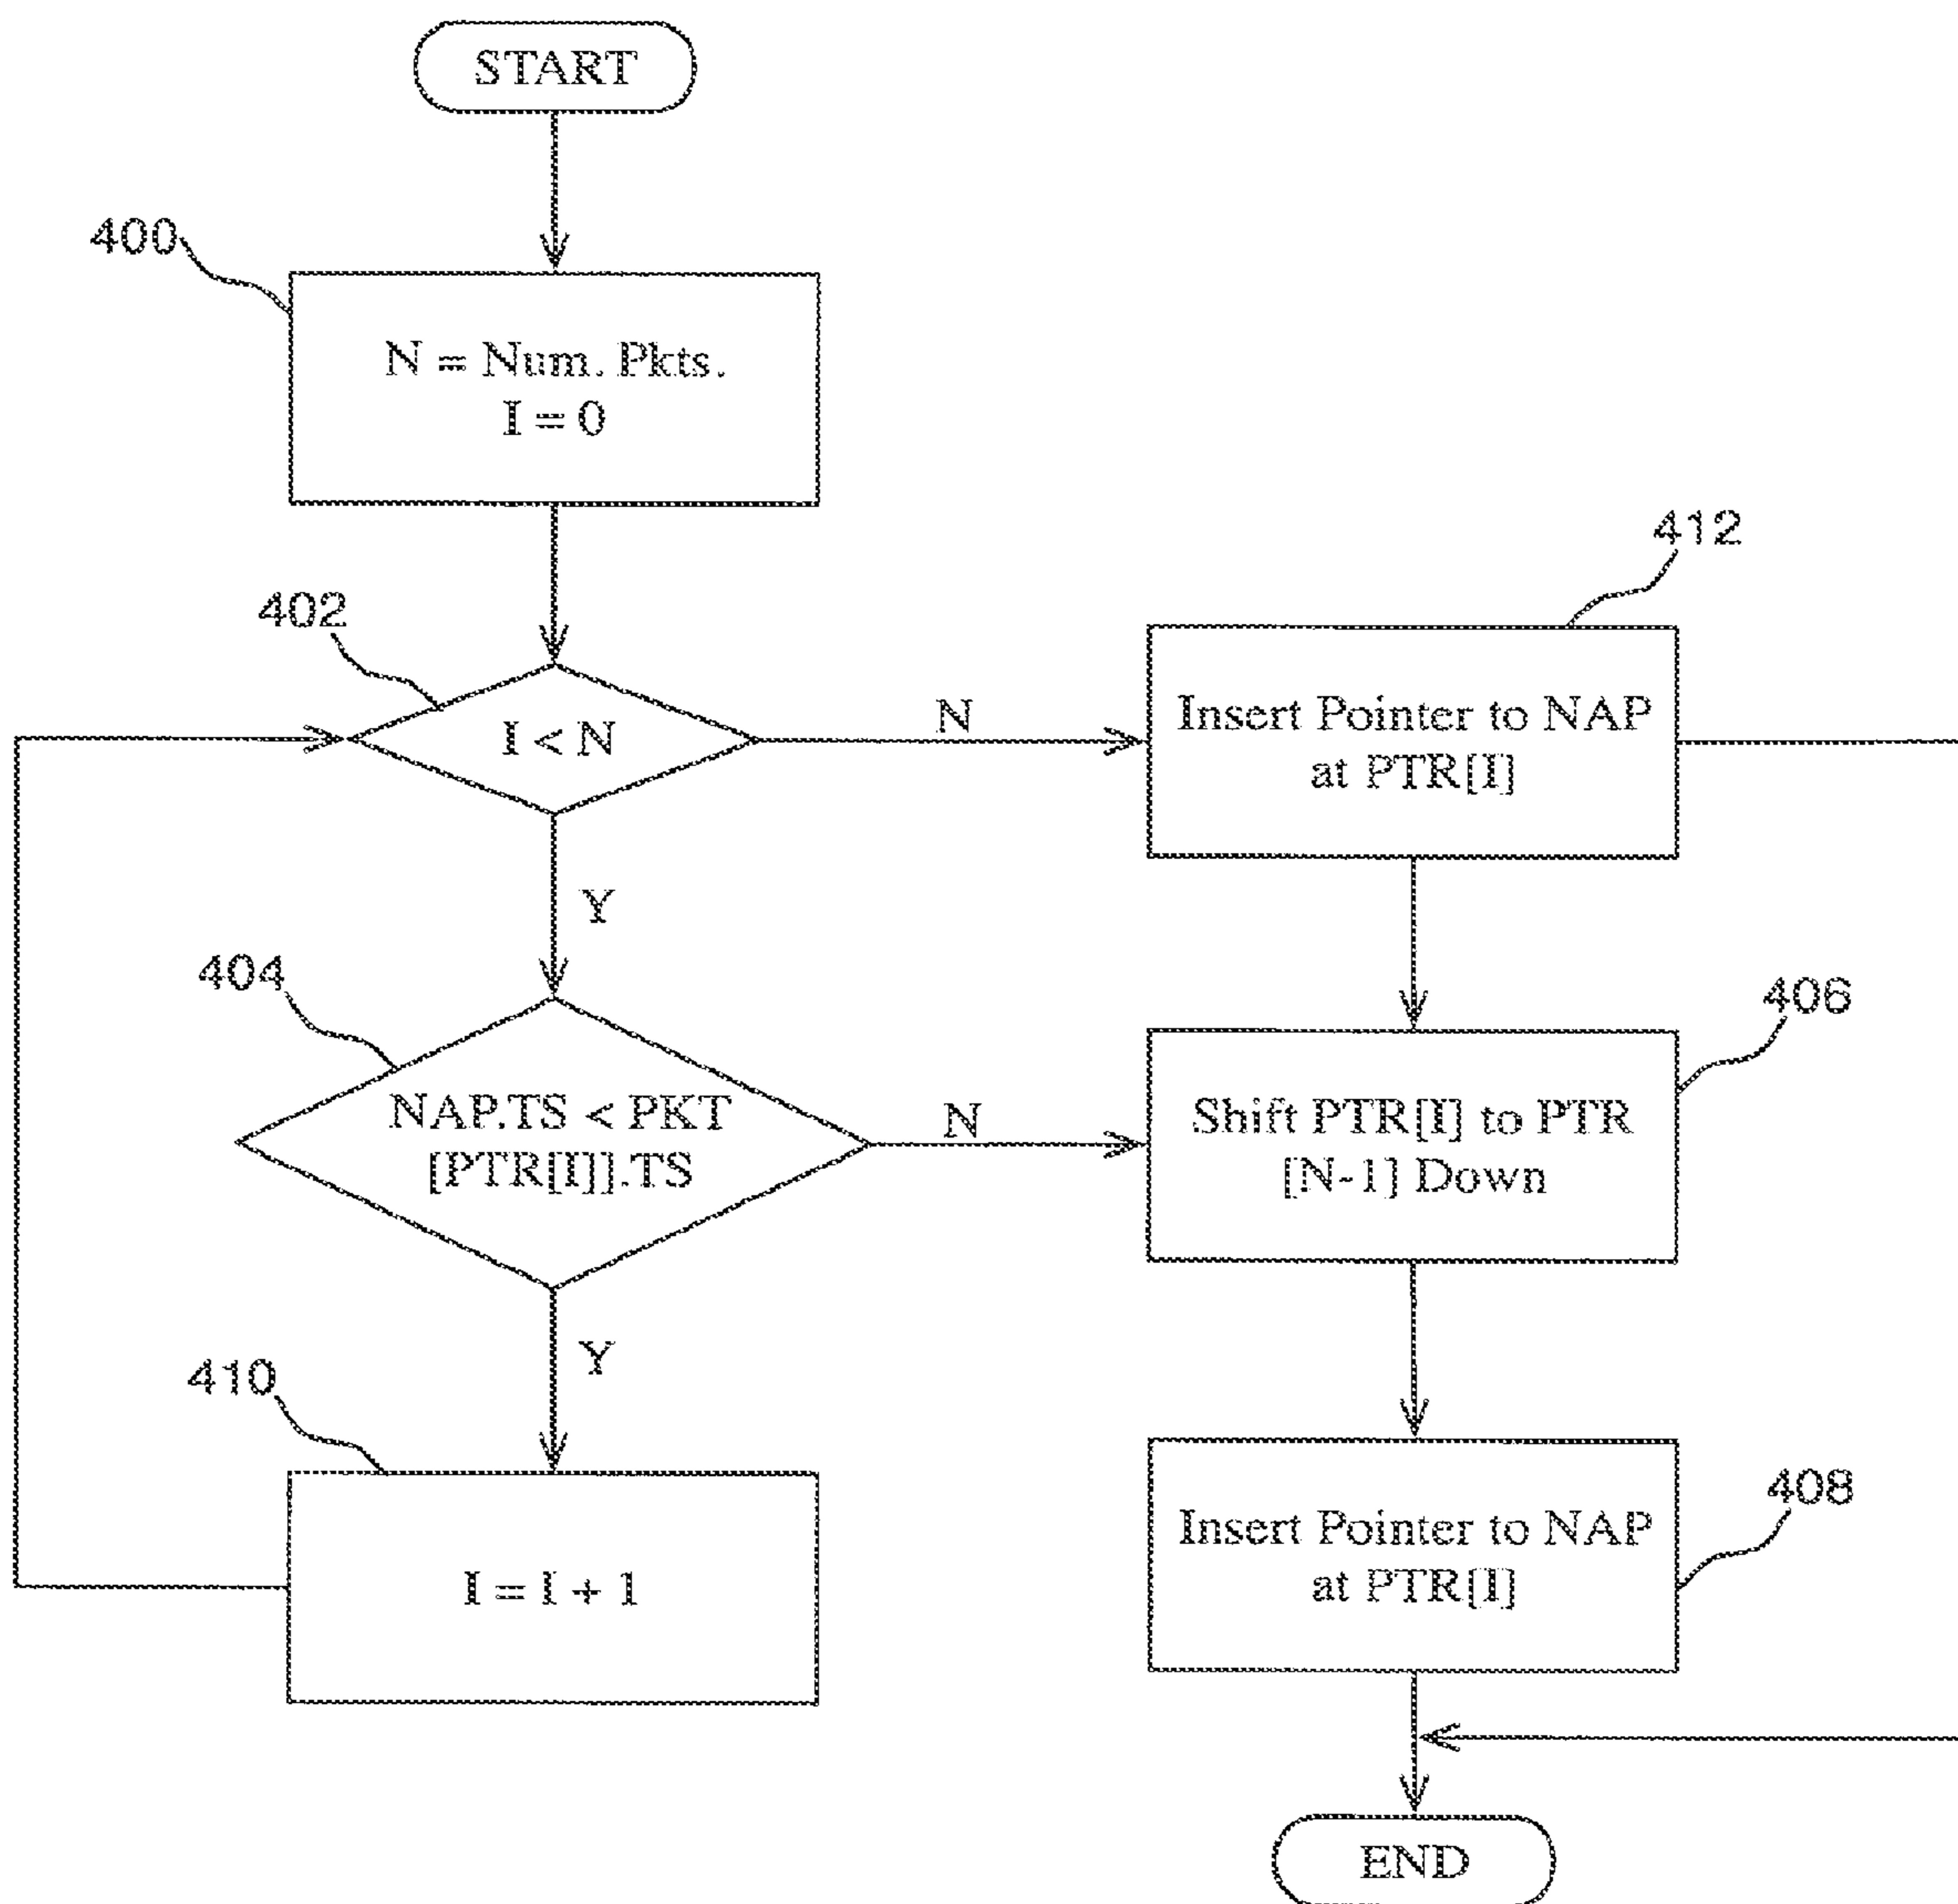 START
400
N = Num. Pkts.
I = 0
412
402
I < N
N
Insert Pointer to NAP
at PTR[I]
Y
404
406
NAP.TS < PKT
[PTR[I]].TS
N
Shift PTR[I] to PTR
[N-1] Down
Y
410
408
Insert Pointer to NAP
at PTR[I]
I = I + 1
END